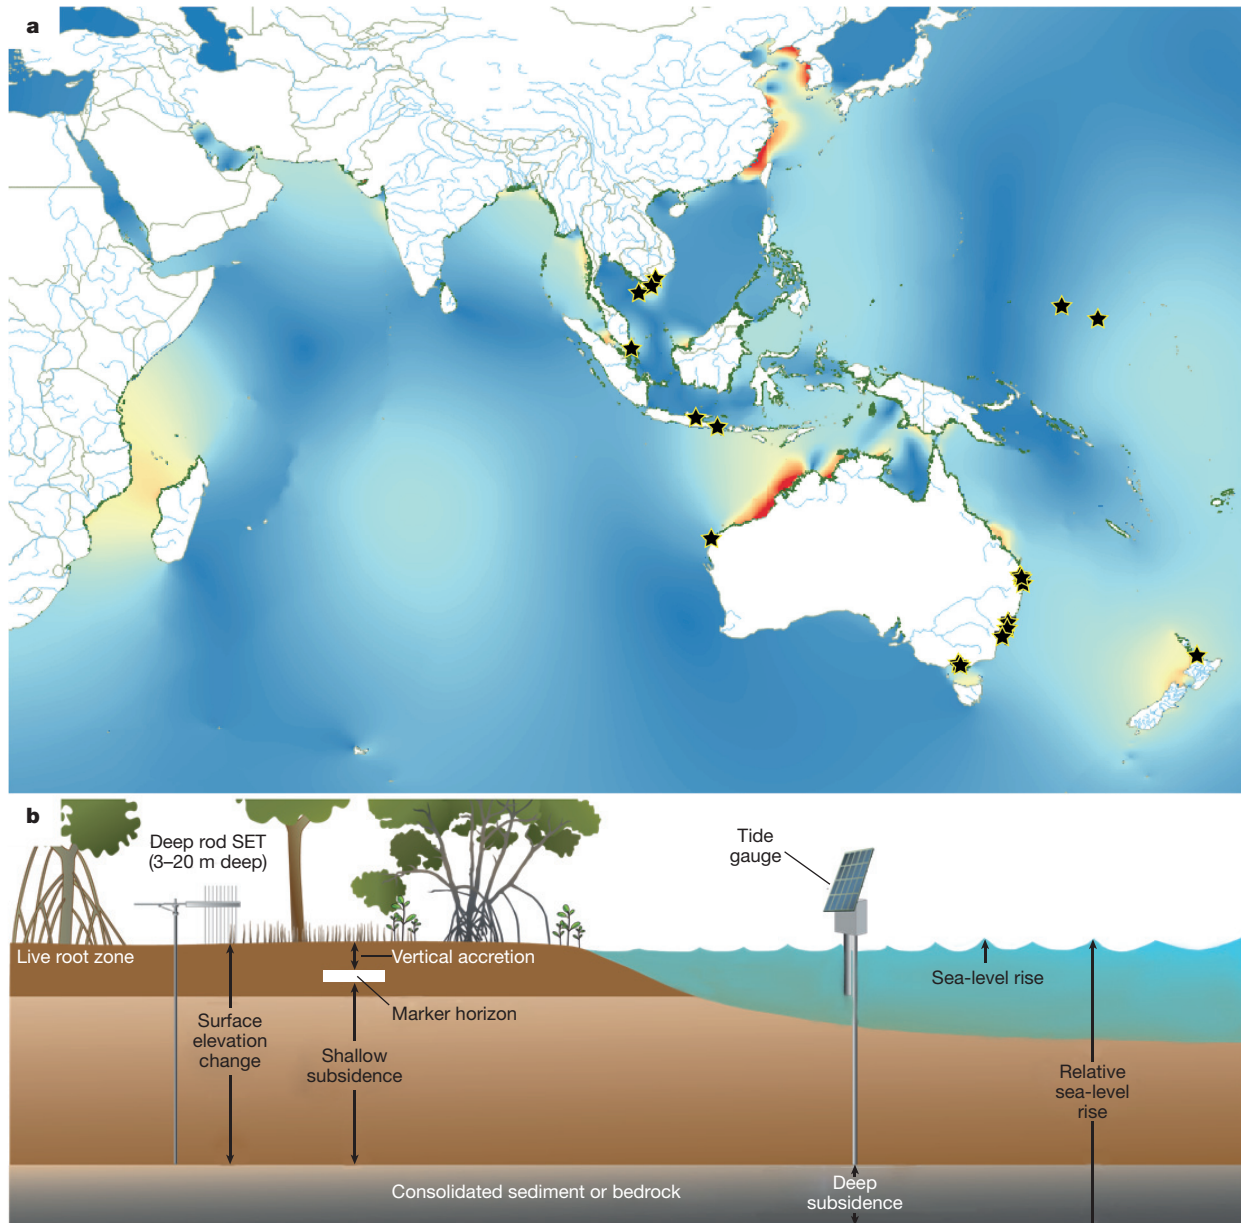 a
b
Deep rod SET
(3–20 m deep)
Tide
gauge
Live root zone
Vertical accretion
Sea-level rise
Marker horizon
Surface
elevation
change
Shallow
subsidence
Relative
sea-level
rise
Consolidated sediment or bedrock
Deep
subsidence